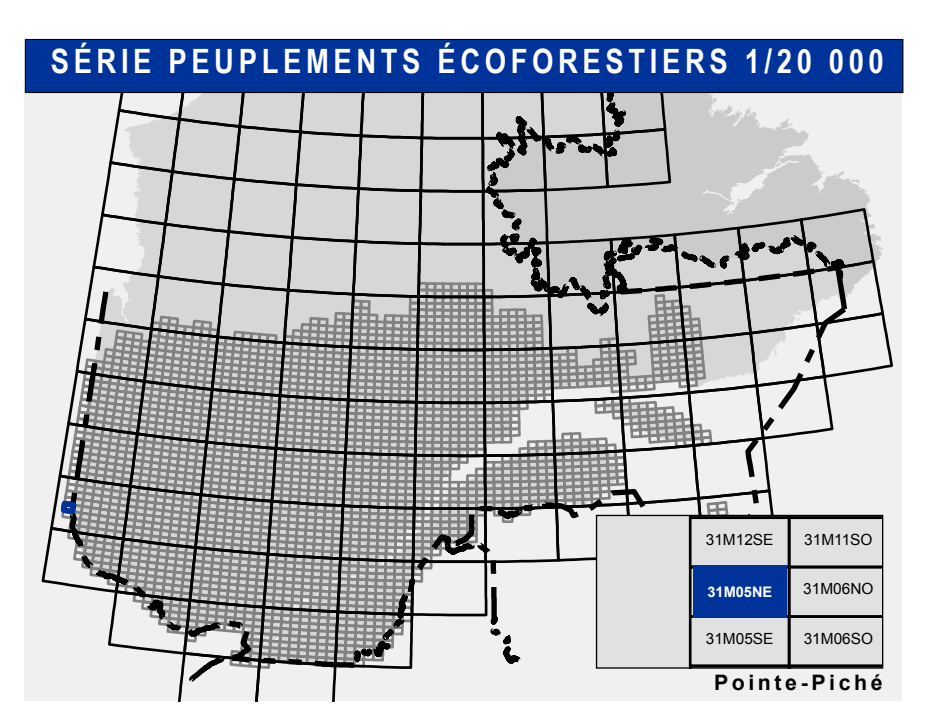 SÉRIE PEUPLEMENTS ÉCOFORESTIERS 1/20 000
31M12SE 31M11SO
31M05NE 31M06NO
31M05SE 31M06SO
Pointe-Piché